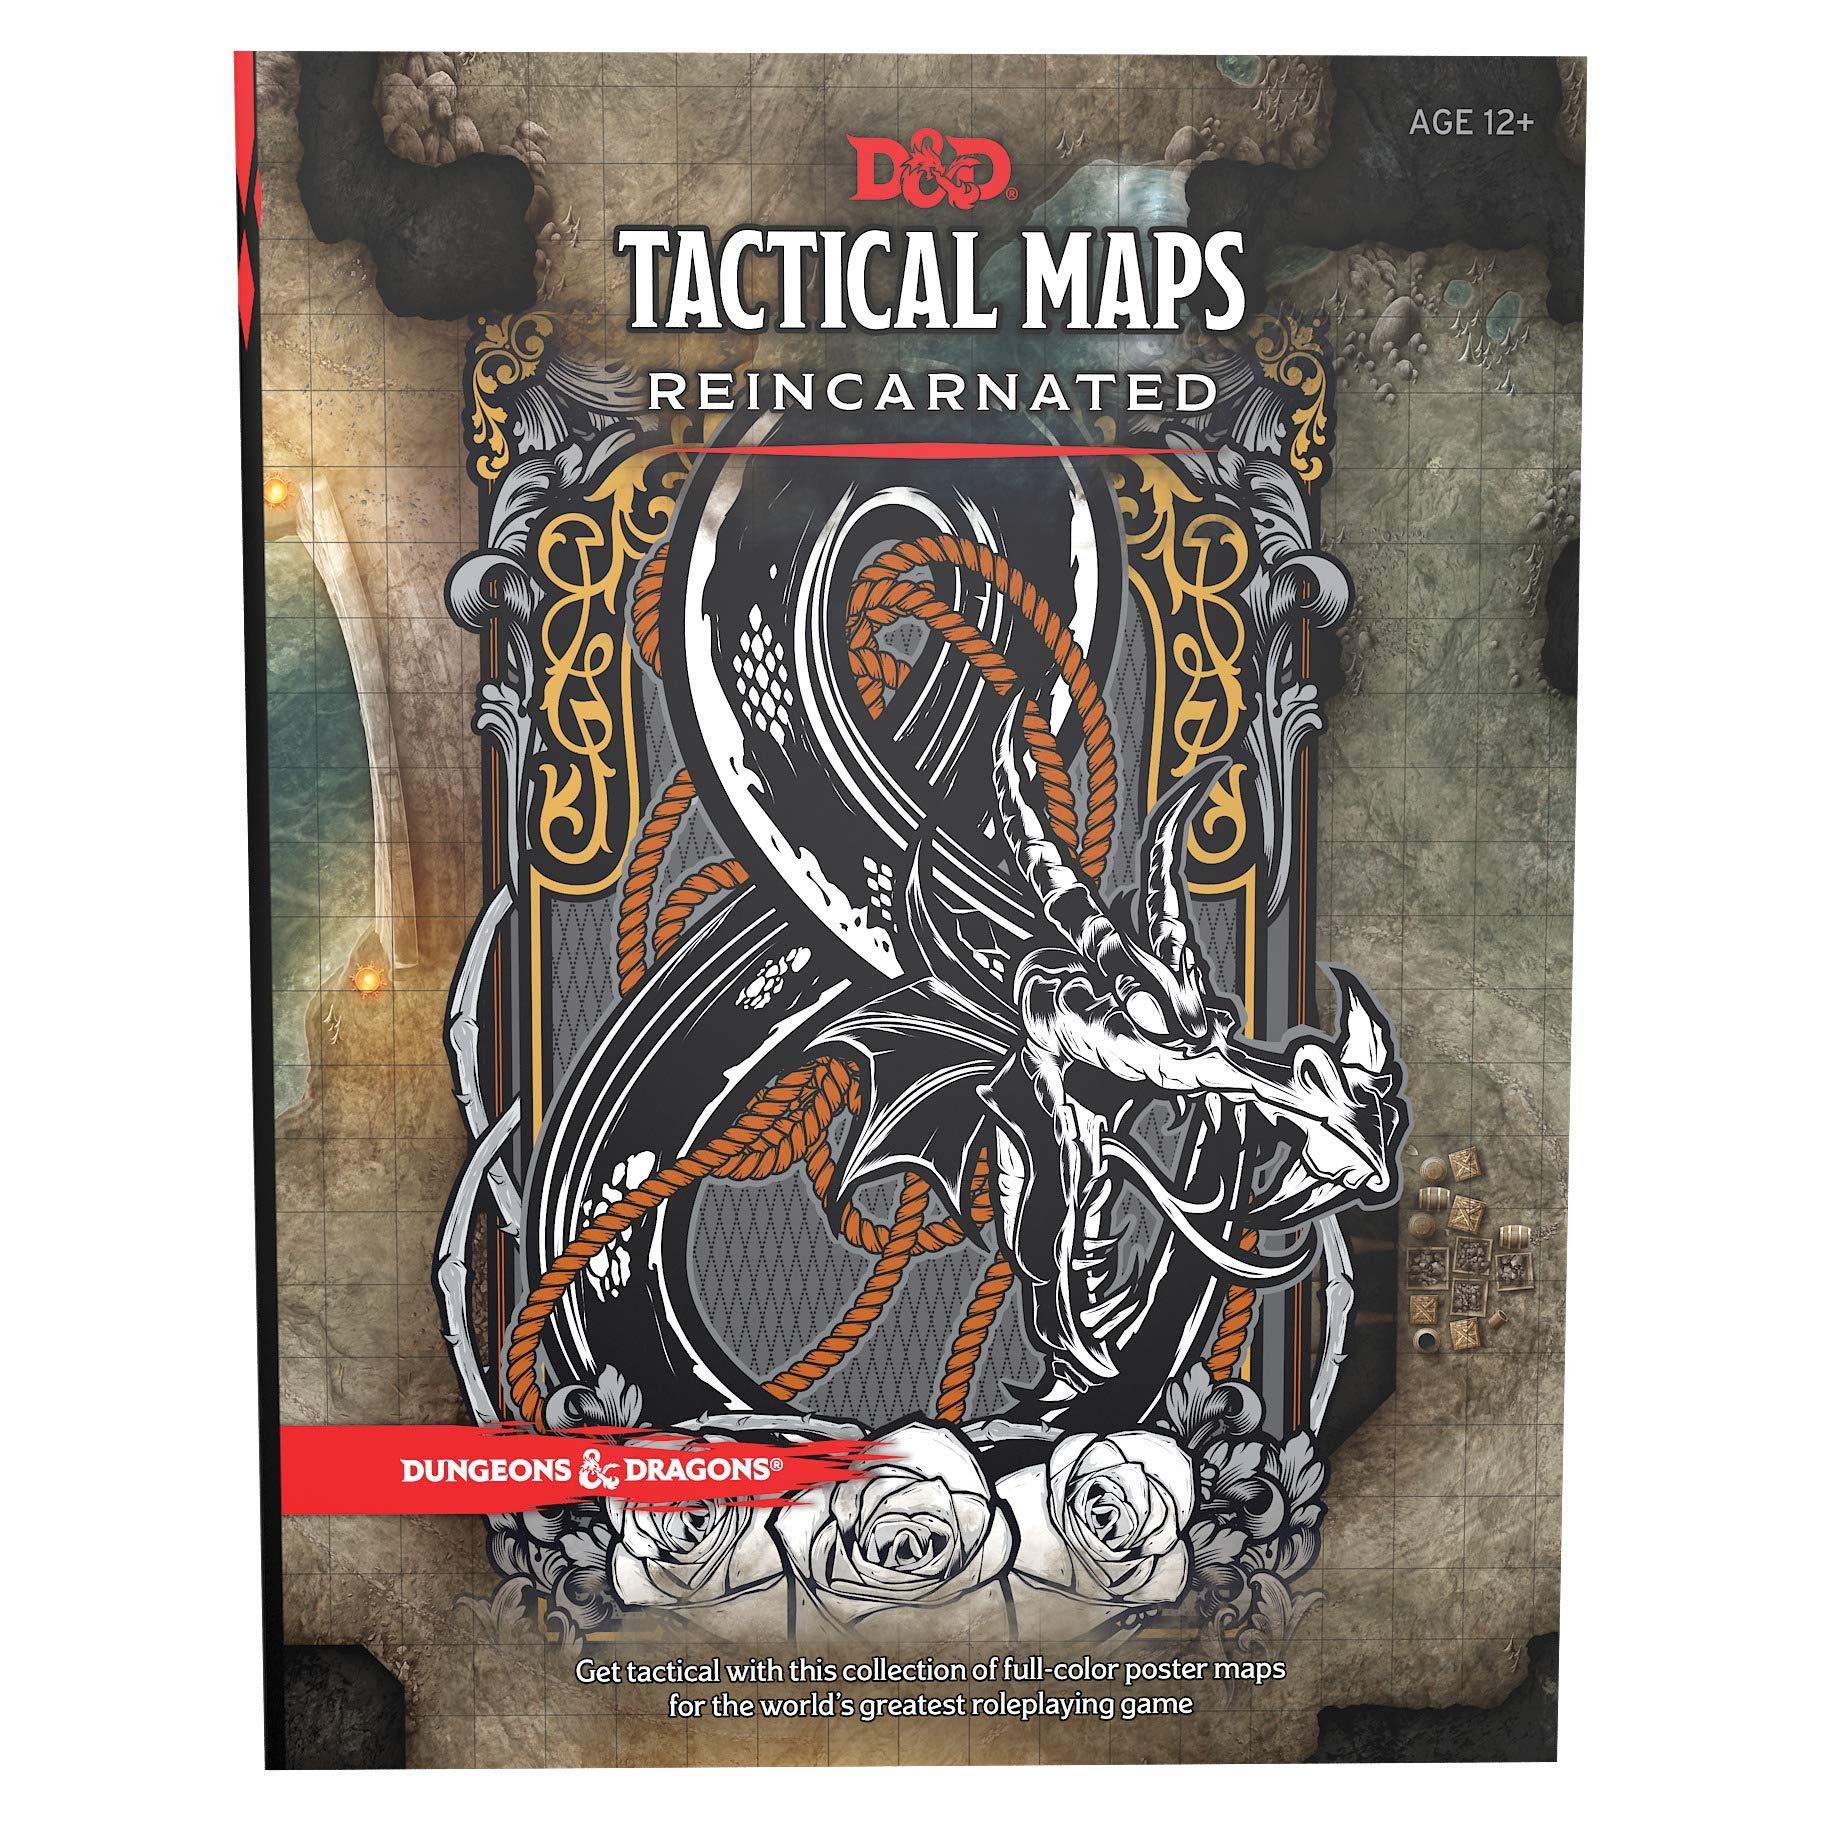 AGE 12+
D&D®
TACTICAL MAPS
REINCARNATED
DUNGEONS & DRAGONS®
Get tactical with this collection of full-color poster maps
for the world's greatest roleplaying game